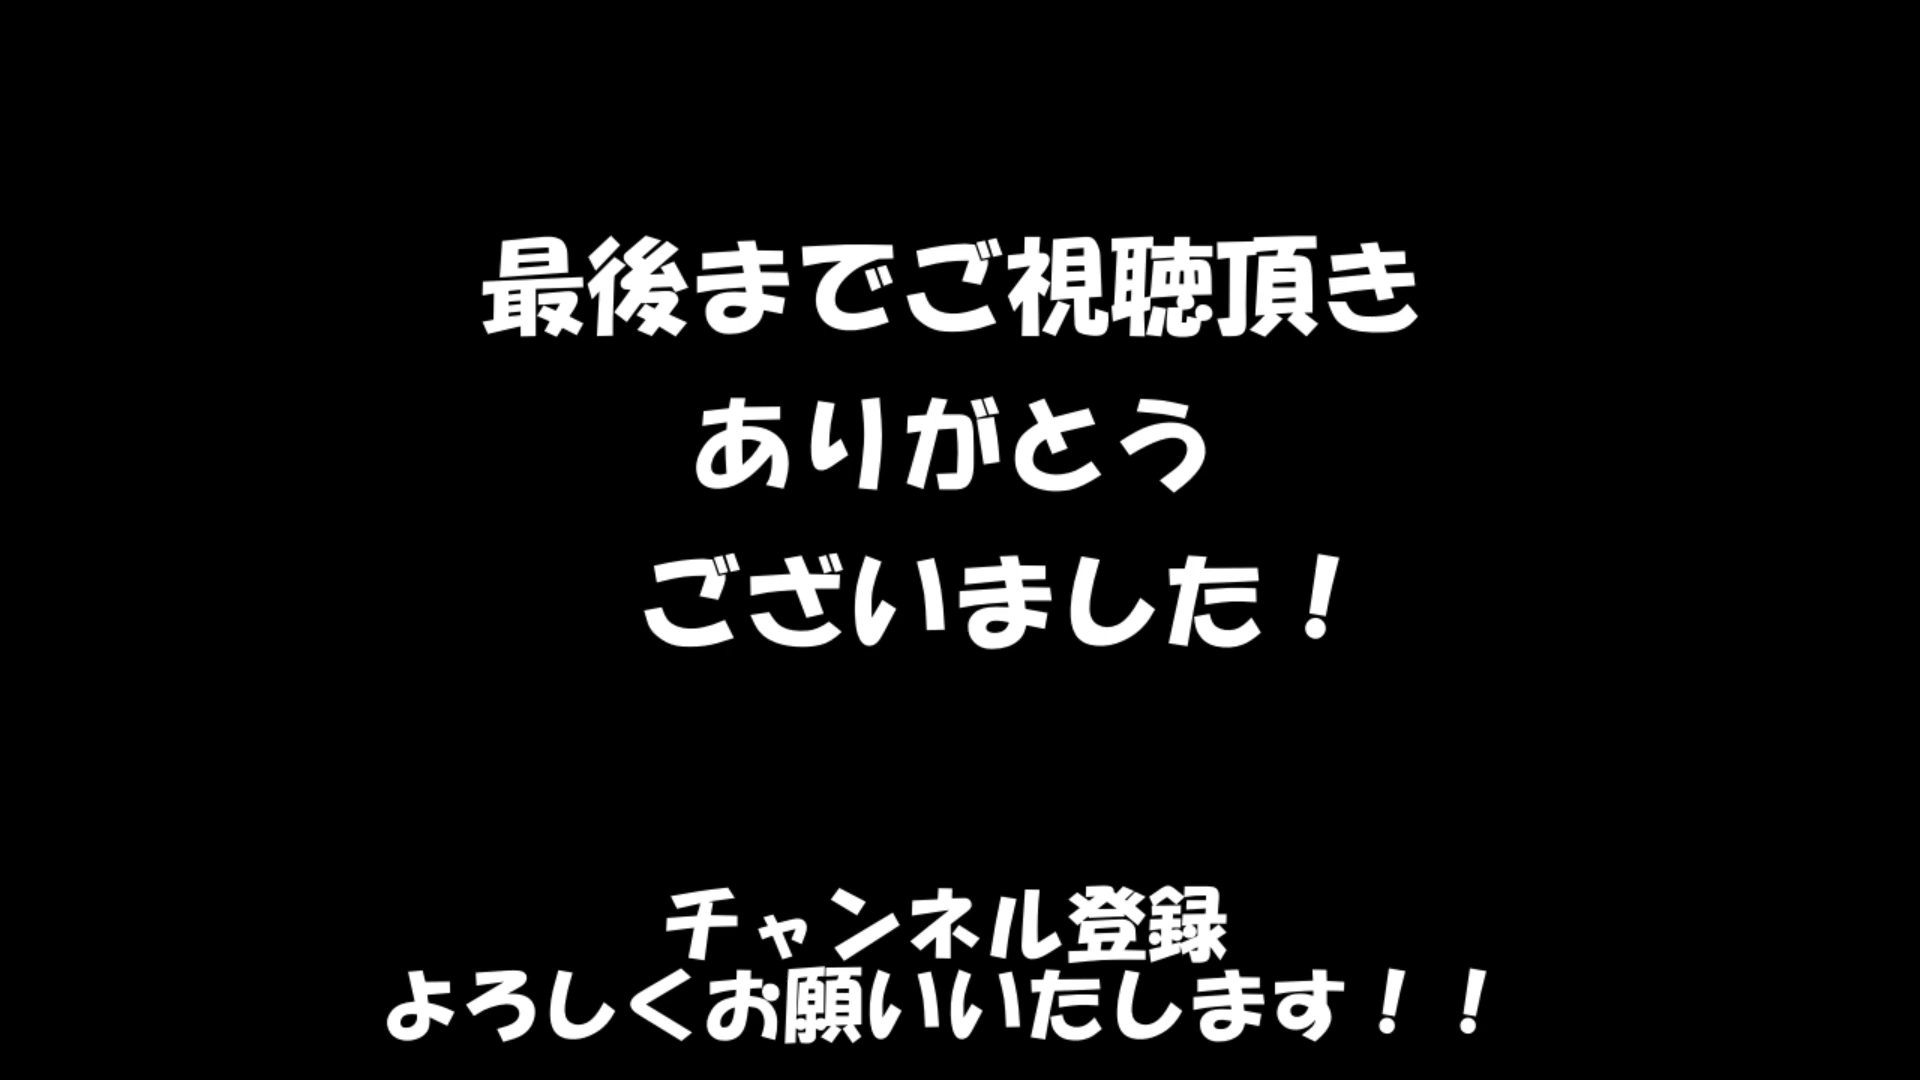 最後までご視聴頂き
ありがとう
ございました！
チャンネル登録
よろしくお願いいたします！！